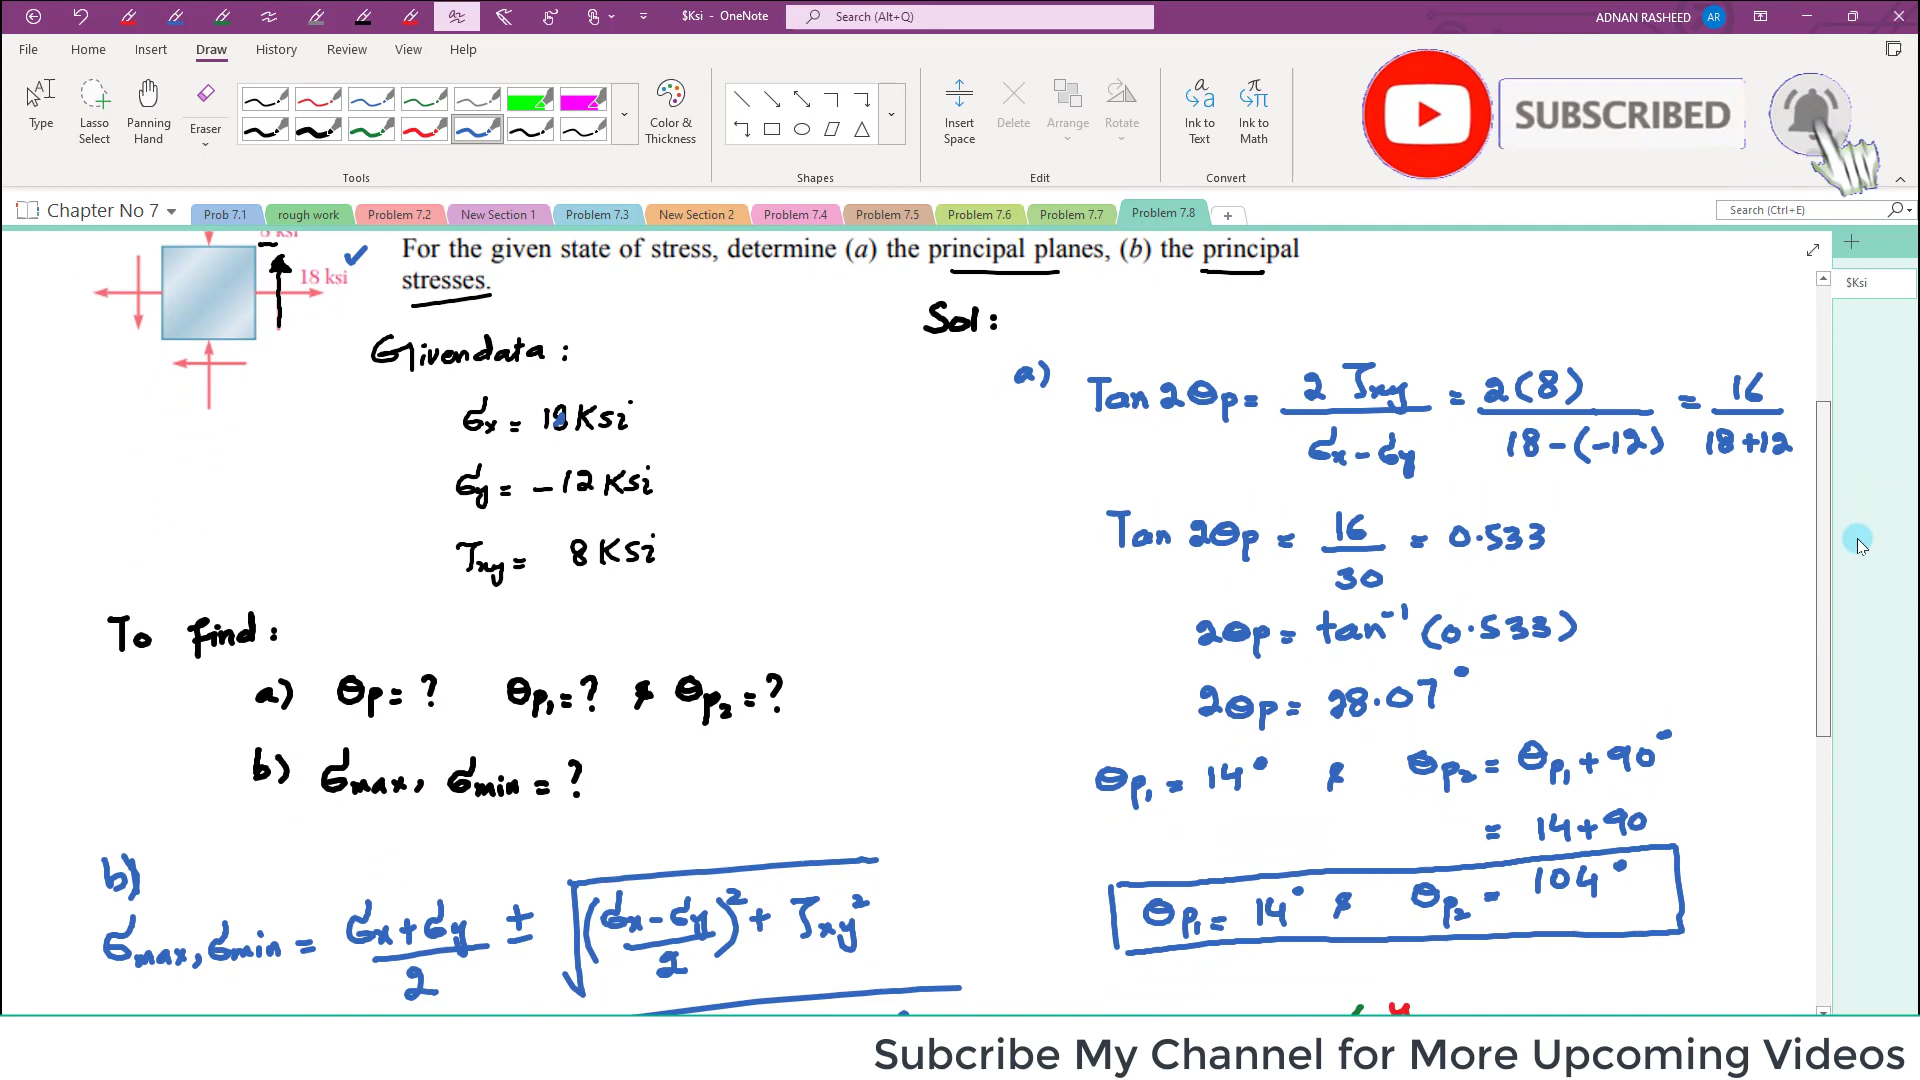 $Ksi - OneNote
Search (Alt+Q)
ADNAN RASHEED
AR
File Home Insert Draw History Review View Help
Type
Lasso Select
Panning Hand
Eraser
Color & Thickness
Insert Space
Delete
Arrange
Rotate
Ink to Text
Ink to Math
Tools
Shapes
Edit
Convert
SUBSCRIBED
Chapter No 7
Prob 7.1 rough work Problem 7.2 New Section 1 Problem 7.3 New Section 2 Problem 7.4 Problem 7.5 Problem 7.6 Problem 7.7 Problem 7.8
Search (Ctrl+E)
$Ksi
18 ksi
For the given state of stress, determine (a) the principal planes, (b) the principal
stresses.
Given data :
σx = 18 Ksi
σy = - 12 Ksi
τxy = 8 Ksi
To find :
a) θp = ? θp1 = ? & θp2 = ?
b) σmax, σmin = ?
b)
σmax, σmin = (σx + σy)/2 ± √((σx - σy)/2)² + τxy²
Sol :
a) Tan 2θp = 2 τxy/(σx - σy) = 2(8)/(18 - (-12)) = 16/(18+12)
Tan 2θp = 16/30 = 0.533
2θp = tan⁻¹ (0.533)
2θp = 28.07°
θp1 = 14° & θp2 = θp1 + 90°
= 14 + 90
θp1 = 14° & θp2 = 104°
Subcribe My Channel for More Upcoming Videos